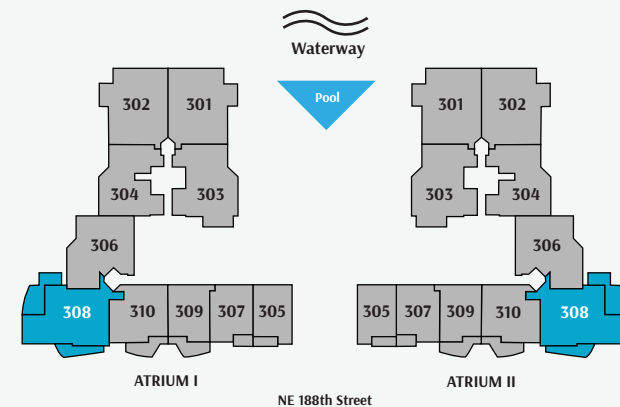 Waterway
Pool
302 301
304 303
306
308 310 309 307 305
ATRIUM I
301 302
303 304
306
305 307 309 310 308
ATRIUM II
NE 188th Street